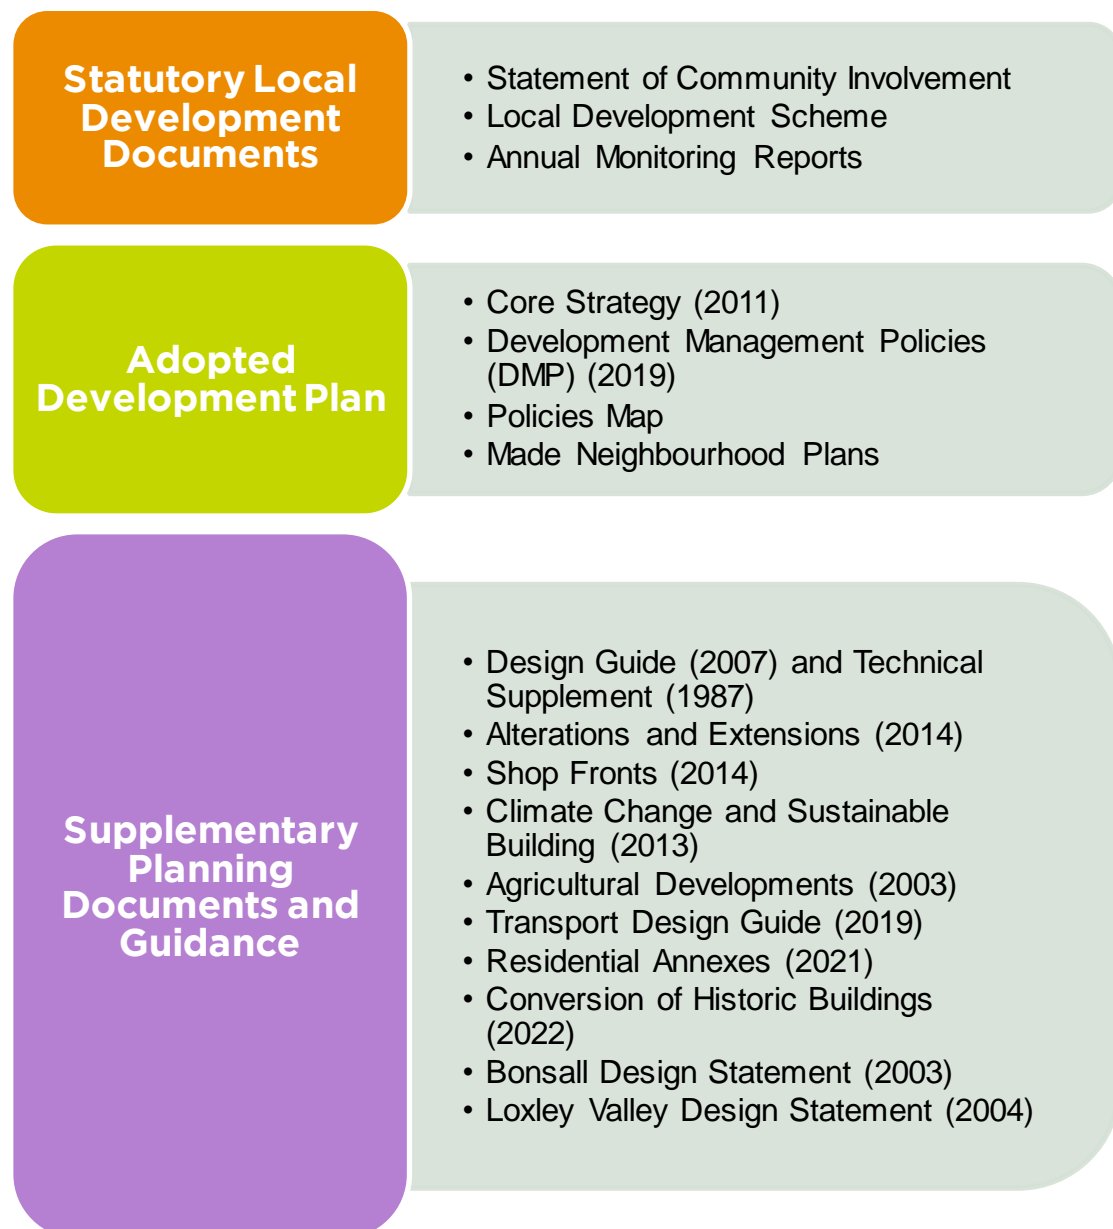 Statutory Local
Development
Documents
• Statement of Community Involvement
• Local Development Scheme
• Annual Monitoring Reports
Adopted
Development Plan
• Core Strategy (2011)
• Development Management Policies
(DMP) (2019)
• Policies Map
• Made Neighbourhood Plans
Supplementary
Planning
Documents and
Guidance
• Design Guide (2007) and Technical
Supplement (1987)
• Alterations and Extensions (2014)
• Shop Fronts (2014)
• Climate Change and Sustainable
Building (2013)
• Agricultural Developments (2003)
• Transport Design Guide (2019)
• Residential Annexes (2021)
• Conversion of Historic Buildings
(2022)
• Bonsall Design Statement (2003)
• Loxley Valley Design Statement (2004)